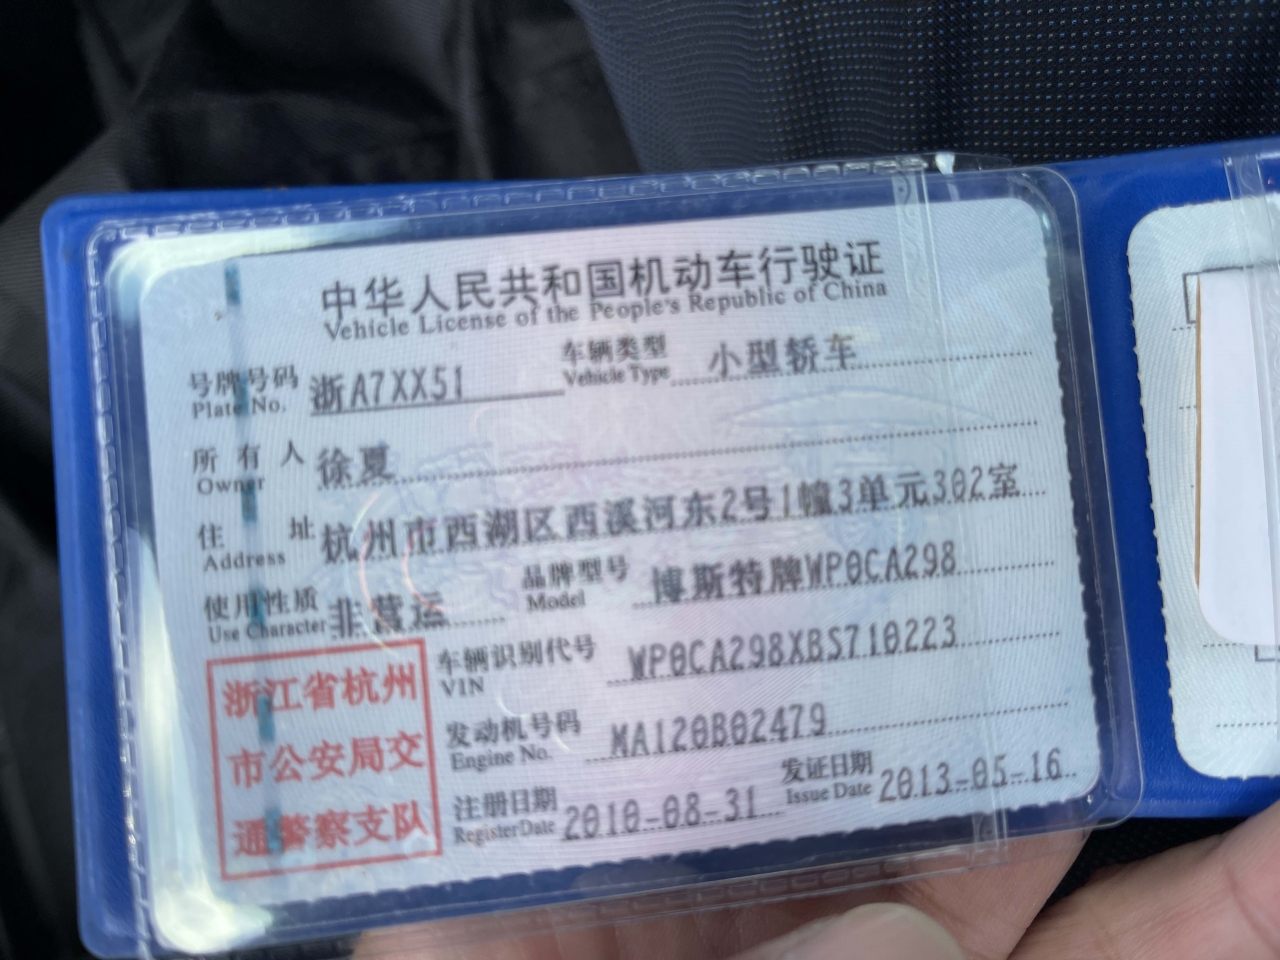 中华人民共和国机动车行驶证
Vehicle License of the People's Republic of China
号牌号码 浙A7XX51 车辆类型 小型轿车
Plate No. Vehicle Type
所有人 徐夏
Owner
住址 杭州市西湖区西溪河东2号1幢3单元302室
Address
使用性质 非营运 品牌型号 博斯特牌WP0CA298
Use Character Model
车辆识别代号 WP0CA298XBS710223
VIN
发动机号码 MA120B02479
Engine No.
注册日期 2010-08-31 发证日期 2013-05-16
Register Date Issue Date
浙江省杭州
市公安局交
通警察支队